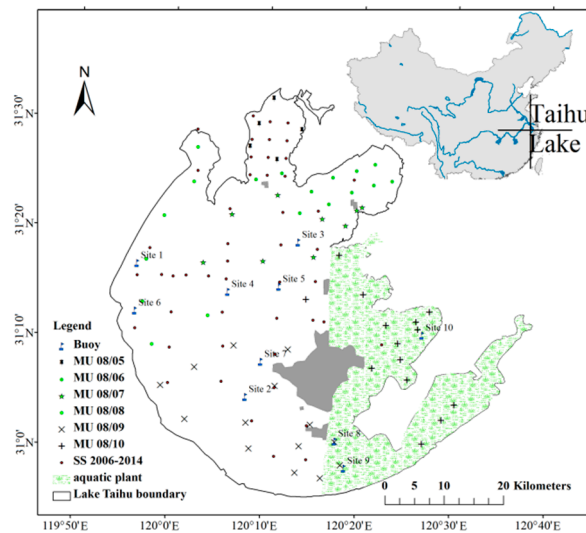 N
Taihu
Lake
31°30'N
31°20'N
31°10'N
31°0'N
Site 3
Site 1
Site 4
Site 5
Site 6
Site 10
Site 7
Site 2
Site 8
Site 9
Legend
Buoy
MU 08/05
MU 08/06
MU 08/07
MU 08/08
MU 08/09
MU 08/10
SS 2006-2014
aquatic plant
Lake Taihu boundary
0 5 10 20 Kilometers
119°50'E 120°0'E 120°10'E 120°20'E 120°30'E 120°40'E